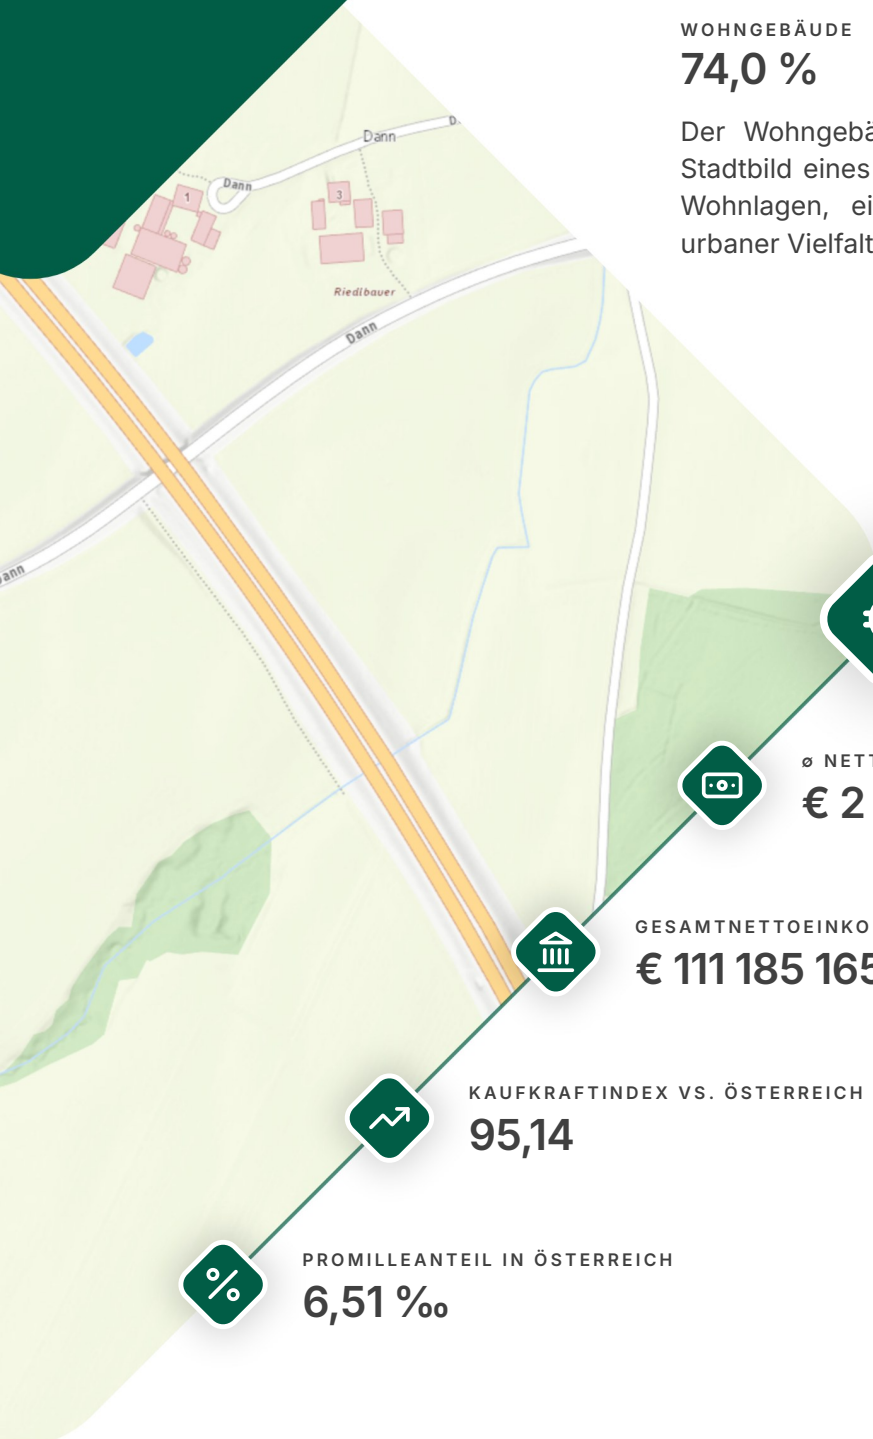 WOHNGEBÄUDE
74,0 %
Der Wohngebä
Stadtbild eines
Wohnlagen, ei
urbaner Vielfalt
Dann
D
Dann
1
3
Riedlbauer
Dann
ann
ø NETT
€ 2
GESAMTNETTOEINKO
€ 111 185 165
KAUFKRAFTINDEX VS. ÖSTERREICH
95,14
PROMILLEANTEIL IN ÖSTERREICH
6,51 ‰